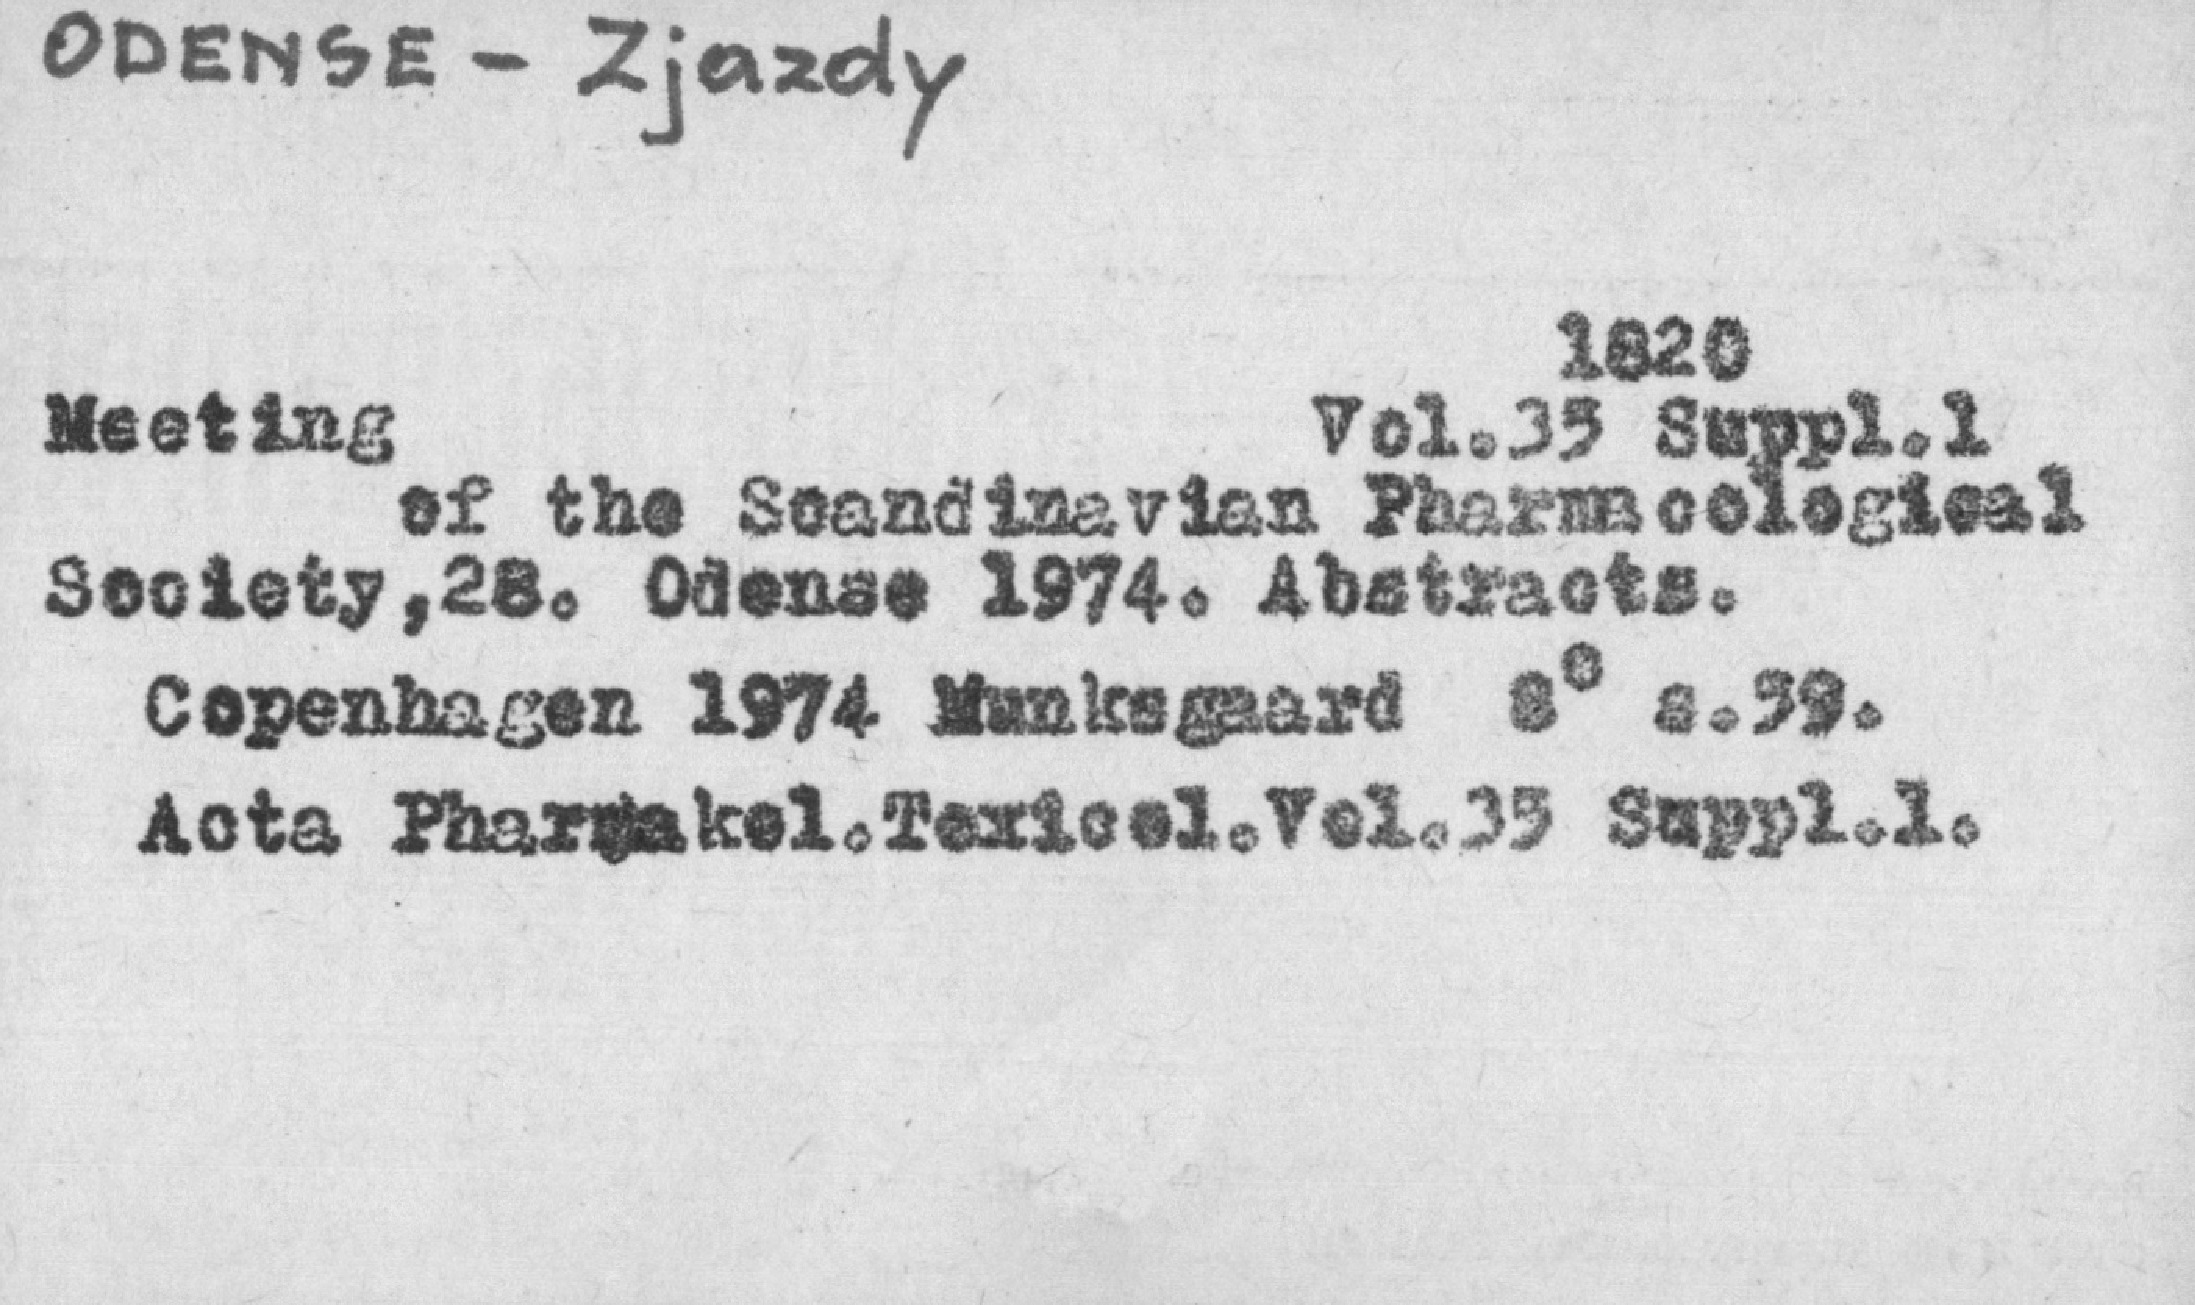 ODENSE - Zjazdy
1820
Meeting Vol.35 Suppl.1
of the Scandinavian Pharmacological
Society,28. Odense 1974. Abstracts.
Copenhagen 1974 Munksgaard 8° s.59.
Acta Pharmakol.Toxicol.Vol.35 Suppl.1.